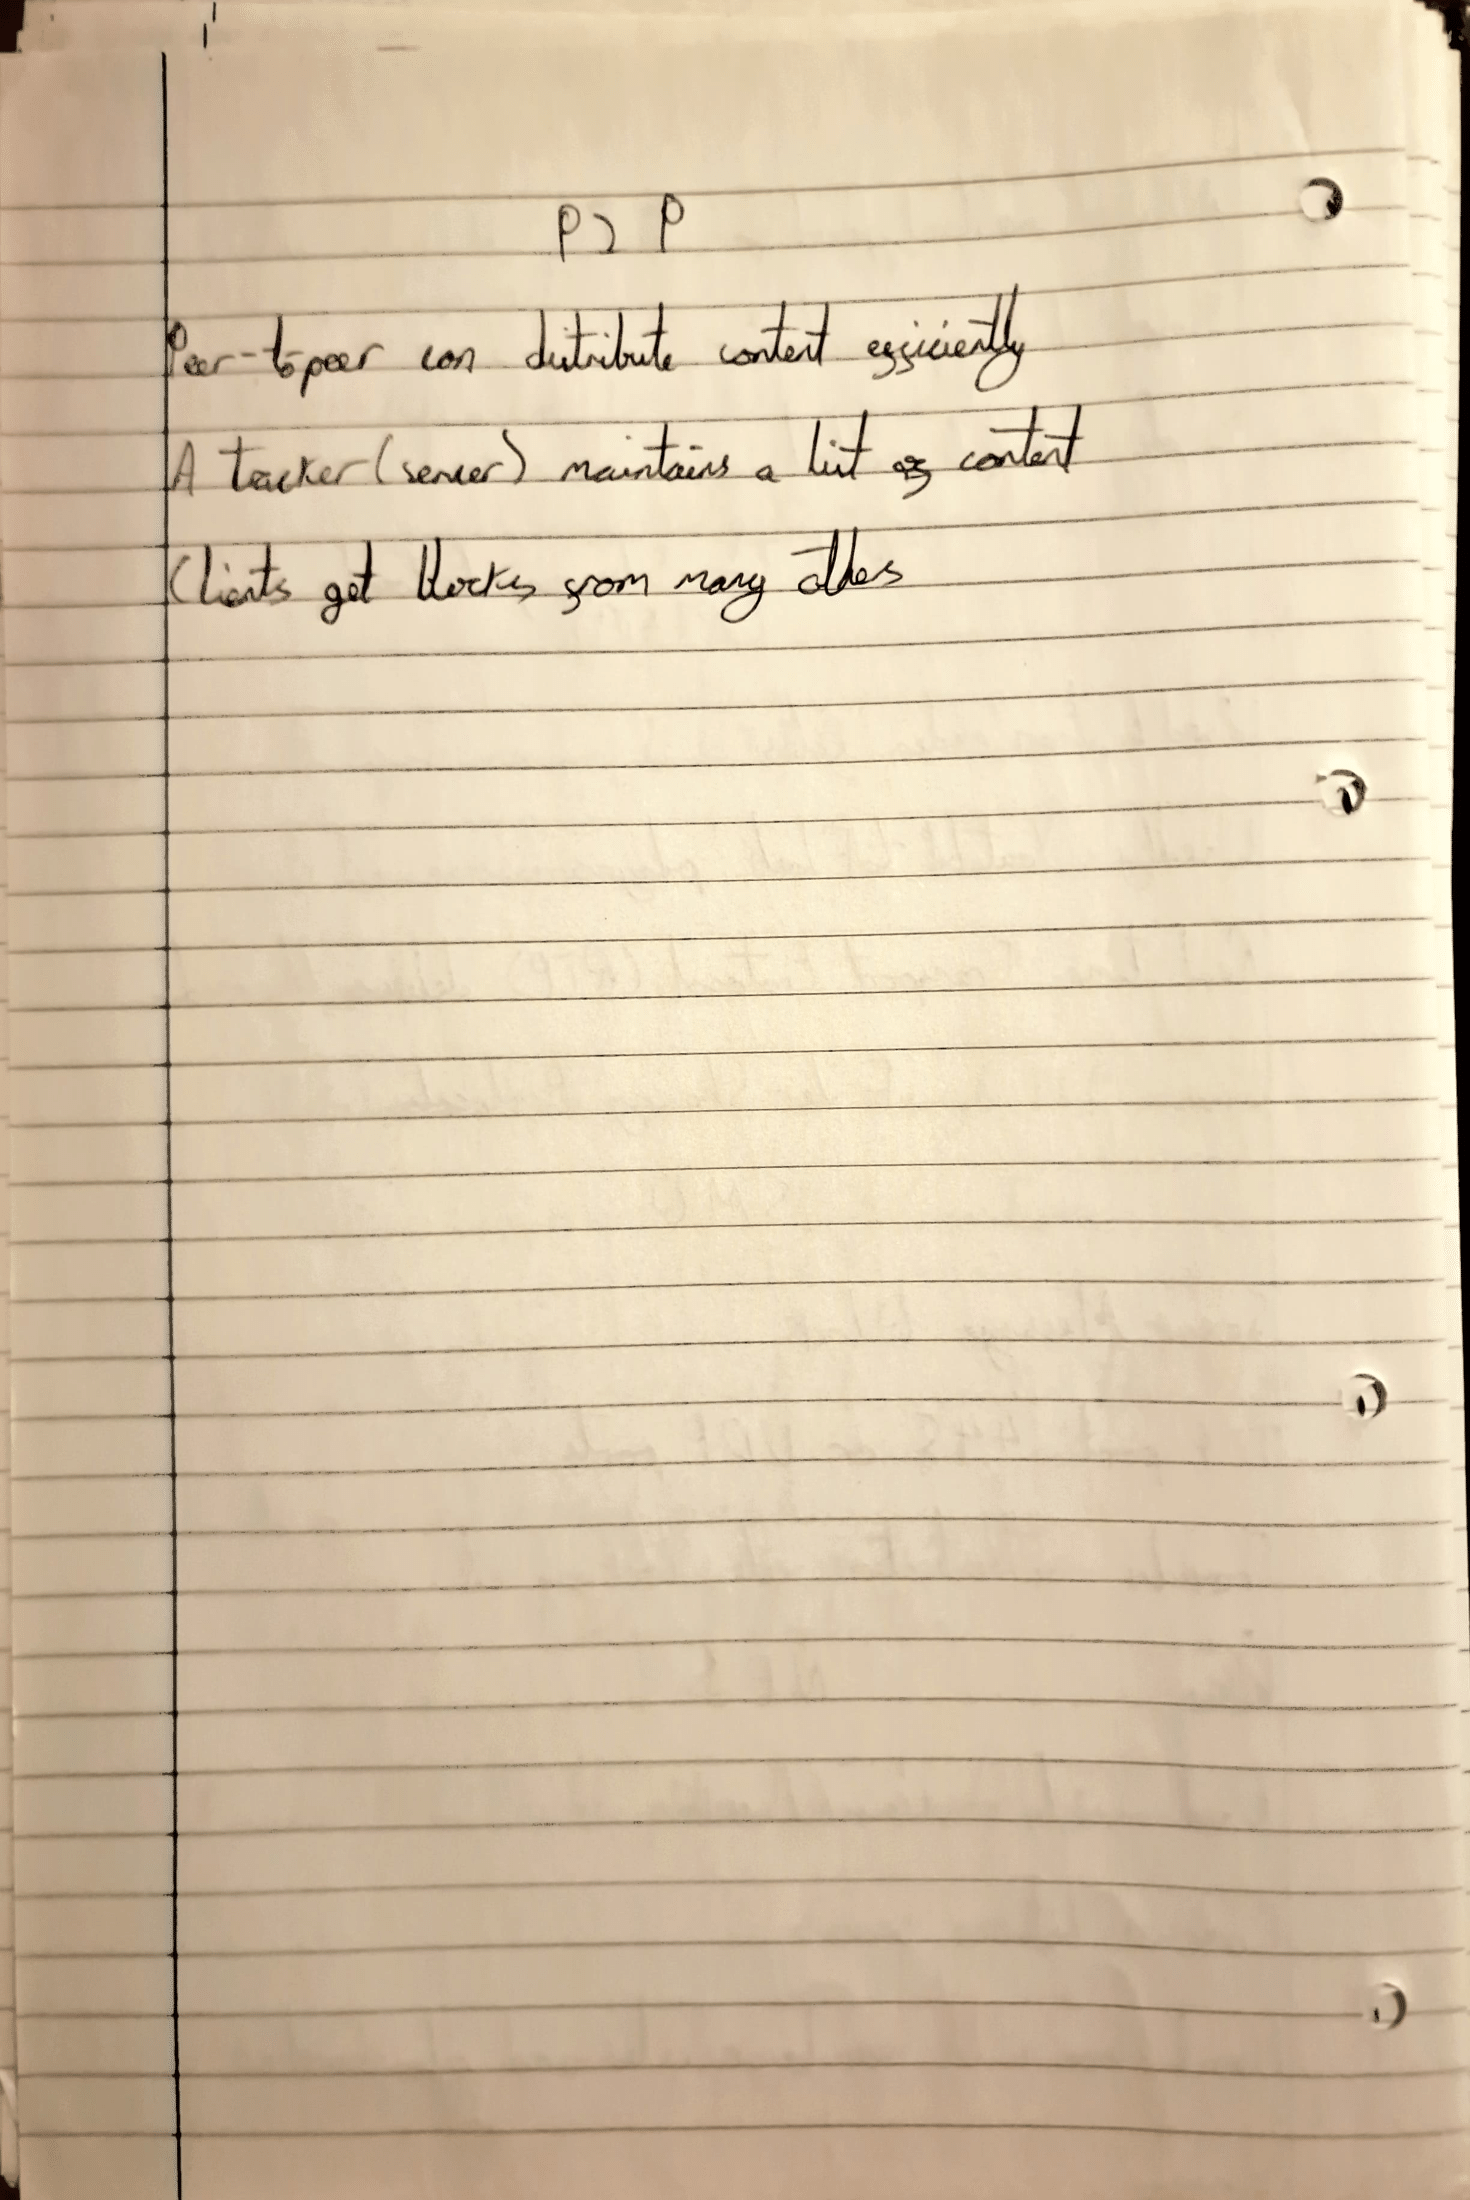 P2P
Peer-to-peer can distribute content efficiently
A tracker (server) maintains a list of content
Clients get blocks from many others